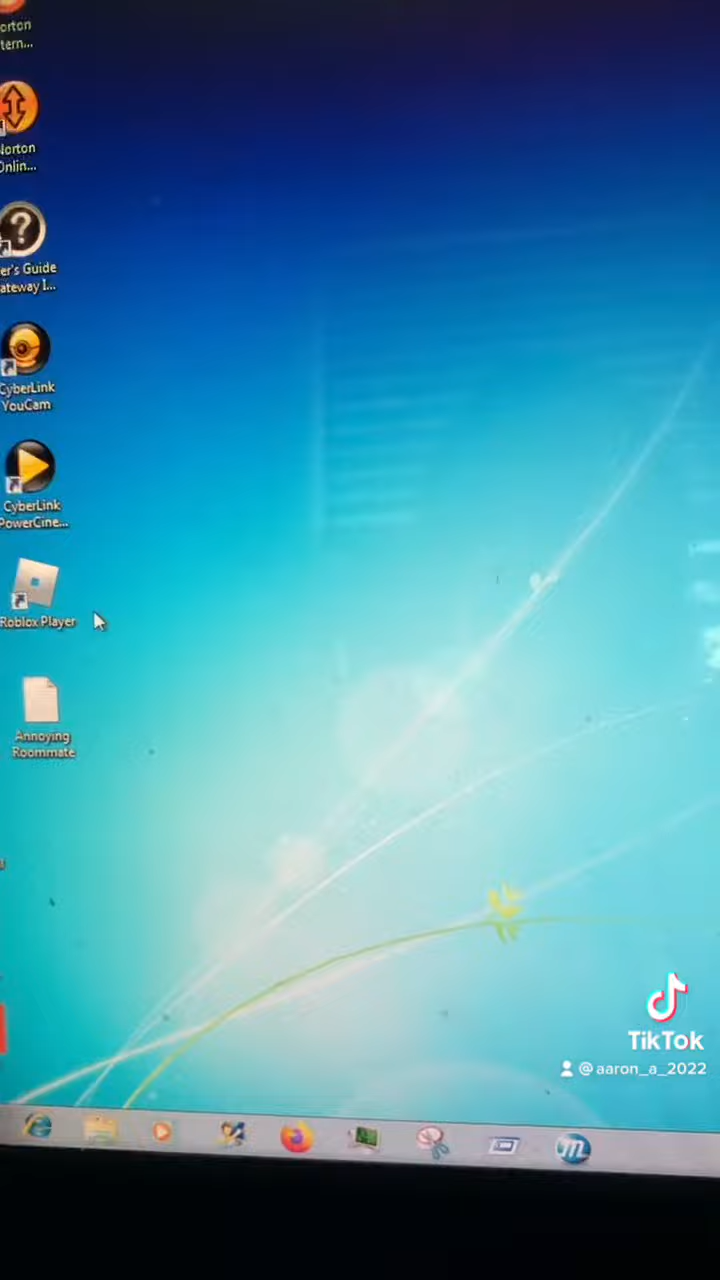 orton
tern...
Norton
Onlin...
er's Guide
ateway I...
CyberLink
YouCam
CyberLink
PowerCine...
Roblox Player
Annoying
Roommate
TikTok
@aaron_a_2022